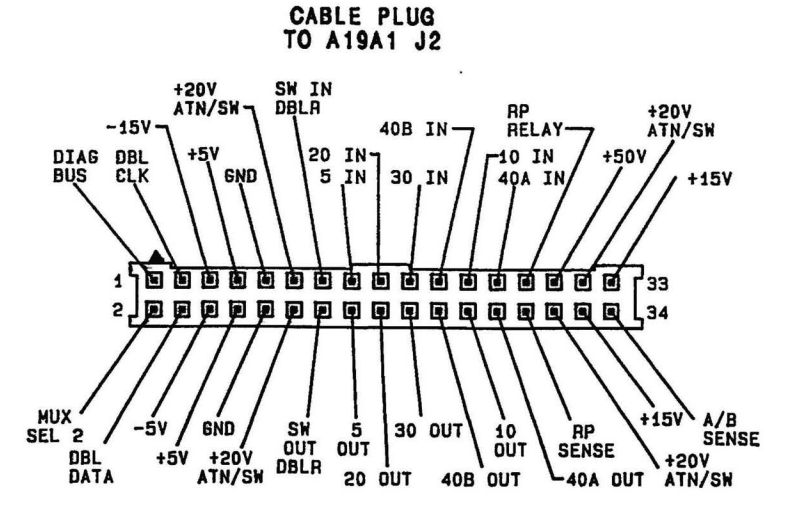 CABLE PLUG
TO A19A1 J2
+20V
ATN/SW
SW IN
DBLR
-15V
40B IN
RP
RELAY
+20V
ATN/SW
DIAG
BUS
DBL
CLK
+5V
GND
20 IN
5 IN
30 IN
10 IN
40A IN
+50V
+15V
1
33
2
34
MUX
SEL 2
DBL
DATA
-5V
+5V
GND
+20V
ATN/SW
SW
OUT
DBLR
5
OUT
20 OUT
30 OUT
40B OUT
10
OUT
40A OUT
RP
SENSE
+15V
+20V
ATN/SW
A/B
SENSE